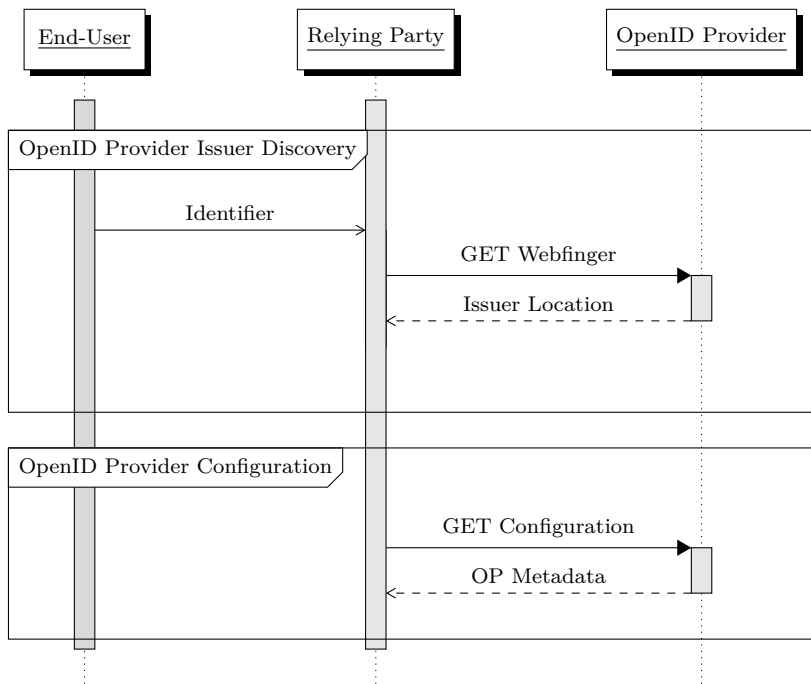 End-User
Relying Party
OpenID Provider
OpenID Provider Issuer Discovery
Identifier
GET Webfinger
Issuer Location
OpenID Provider Configuration
GET Configuration
OP Metadata